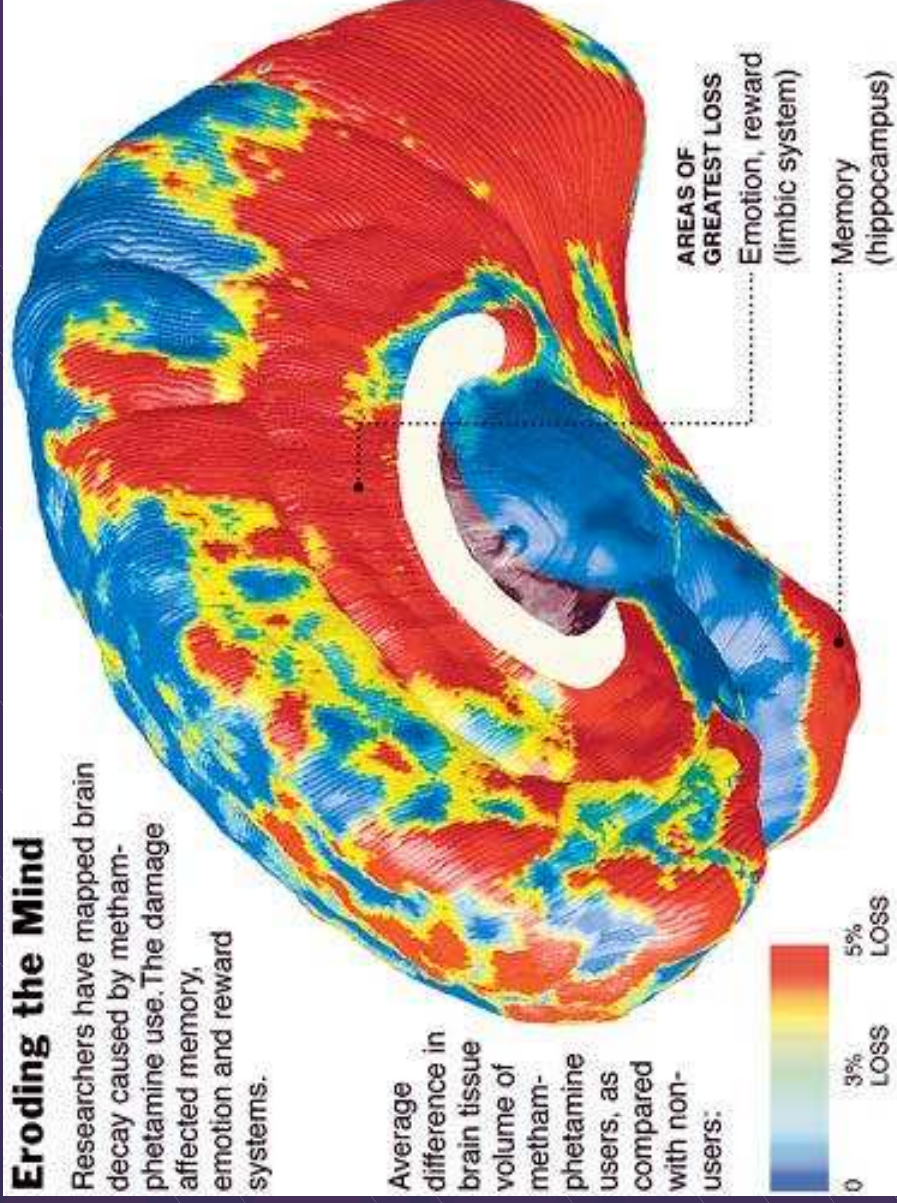 Eroding the Mind
Researchers have mapped brain
decay caused by metham-
phetamine use. The damage
affected memory,
emotion and reward
systems.
Average
difference in
brain tissue
volume of
metham-
phetamine
users, as
compared
with non-
users:
0
3%
LOSS
5%
LOSS
AREAS OF
GREATEST LOSS
Emotion, reward
(limbic system)
Memory
(hippocampus)